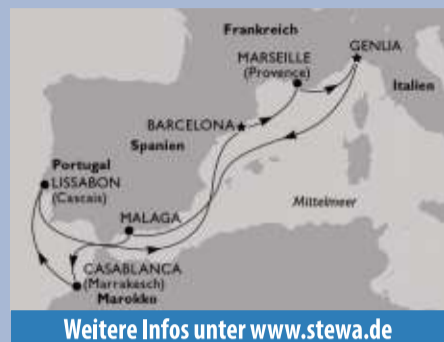 Frankreich
MARSEILLE
(Provence)
GENUA
Italien
BARCELONA
Spanien
Portugal
LISSABON
(Cascais)
MALAGA
Mittelmeer
CASABLANCA
(Marrakesch)
Marokko
Weitere Infos unter www.stewa.de